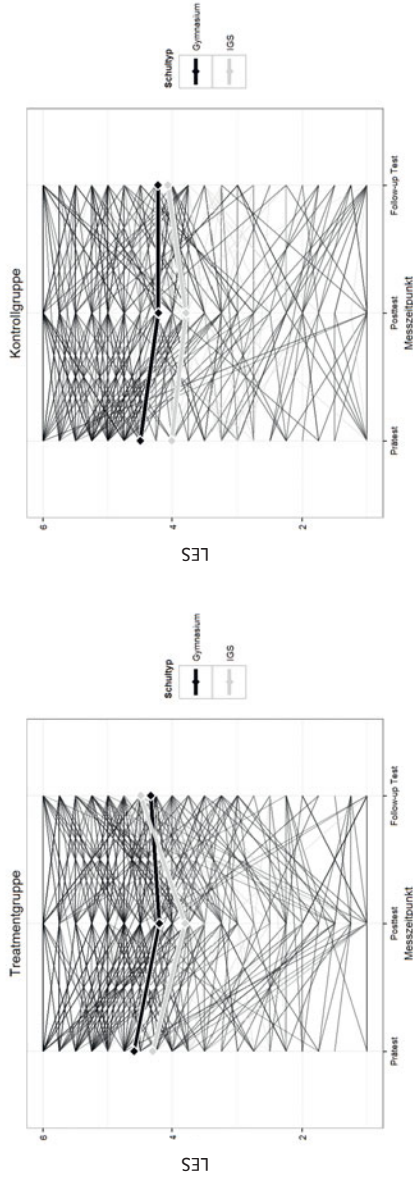 Treatmentgruppe
LES
6
4
2
Prätest
Posttest
Follow-up Test
Messzeitpunkt
Schultyp
Gymnasium
IGS
Kontrollgruppe
LES
6
4
2
Prätest
Posttest
Follow-up Test
Messzeitpunkt
Schultyp
Gymnasium
IGS